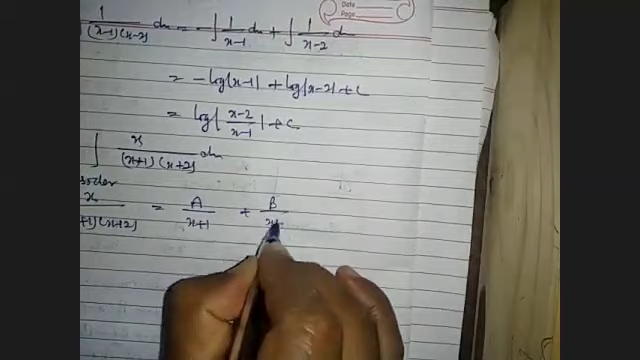 Date
Page
1/((x-1)(x-2)) dx = -∫ 1/(x-1) dx + ∫ 1/(x-2) dx
= -log|x-1| + log|x-2| + C
= log|(x-2)/(x-1)| + C
∫ x/((x+1)(x+2)) dx
x/(+1)(x+2) = A/(x+1) + B/